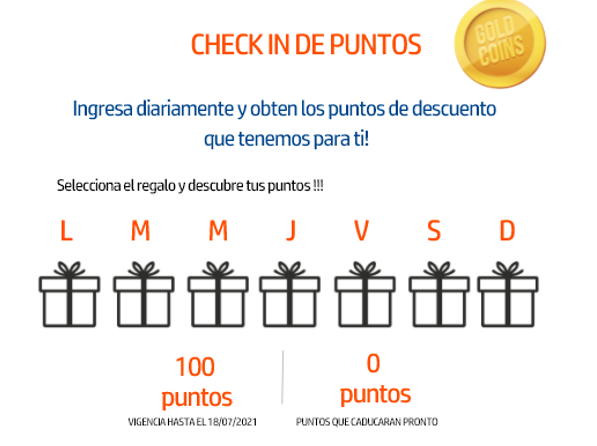 CHECK IN DE PUNTOS
GOLD
COINS
Ingresa diariamente y obten los puntos de descuento
que tenemos para ti!
Selecciona el regalo y descubre tus puntos !!!
L M M J V S D
100 0
puntos puntos
VIGENCIA HASTA EL 18/07/2021 PUNTOS QUE CADUCARAN PRONTO